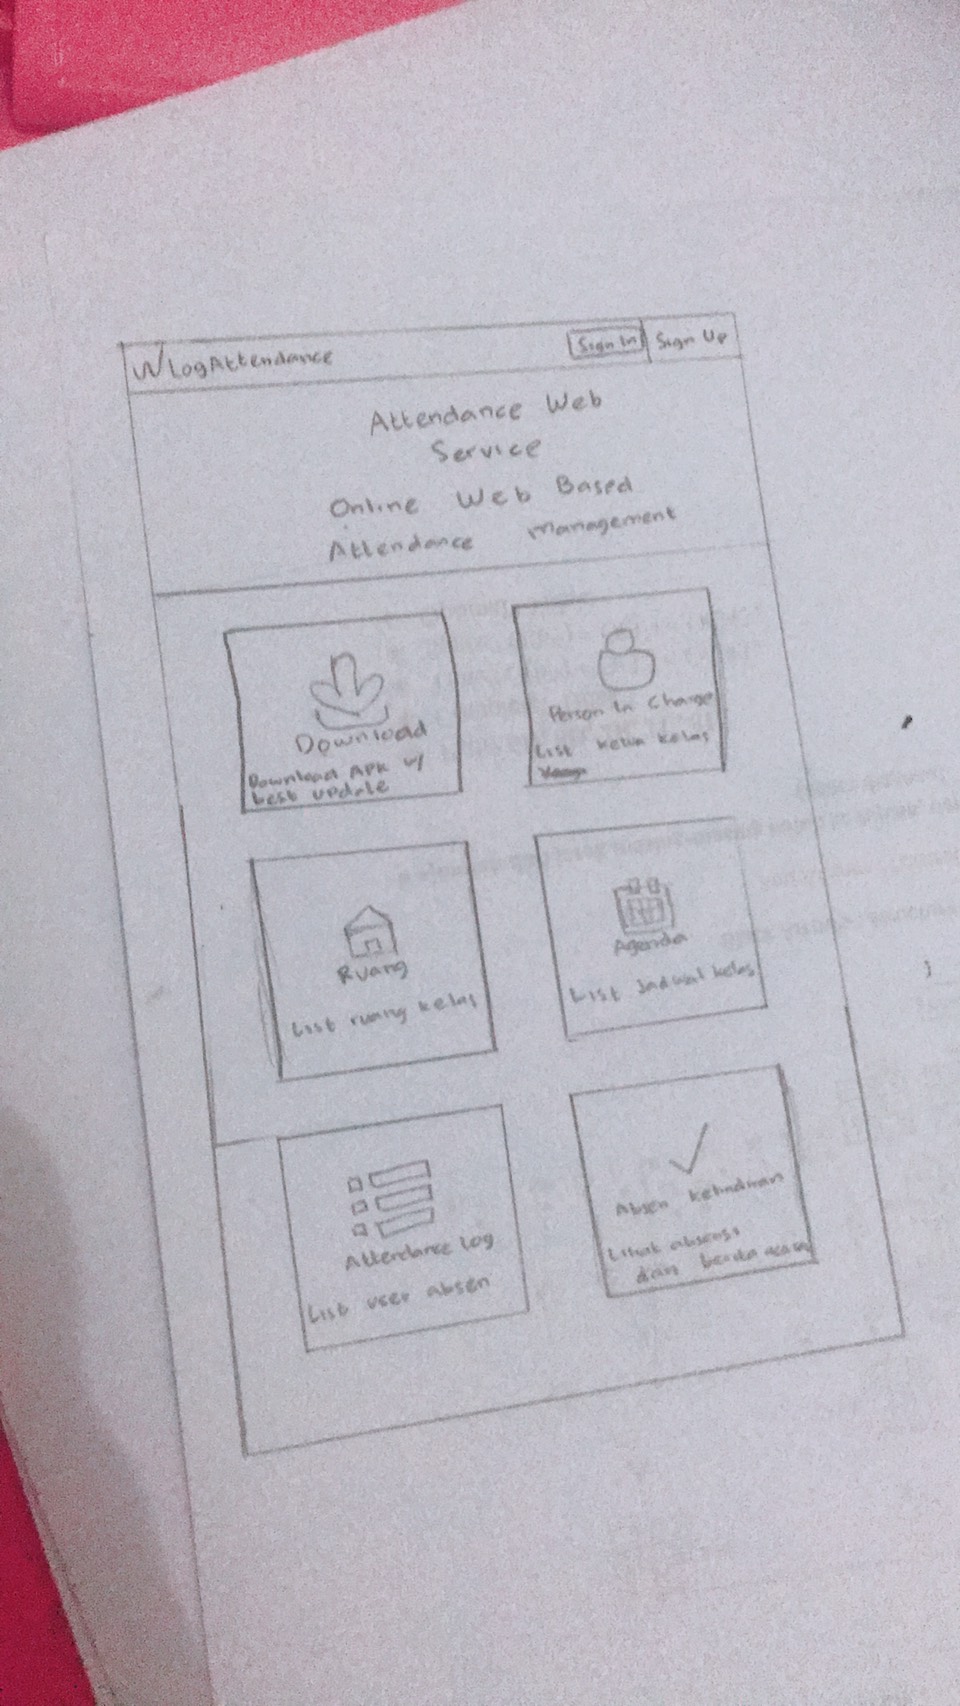 LogAttendance
Sign In
Sign Up
Attendance Web
Service
Online Web Based
Attendance management
Download
Download APK w/
best update
Person In Charge
List ketua kelas
Ruang
List ruang kelas
Agenda
List Jadwal kelas
Attendance Log
List user absen
Absen kehadiran
Lihat absensi
dan berita acara